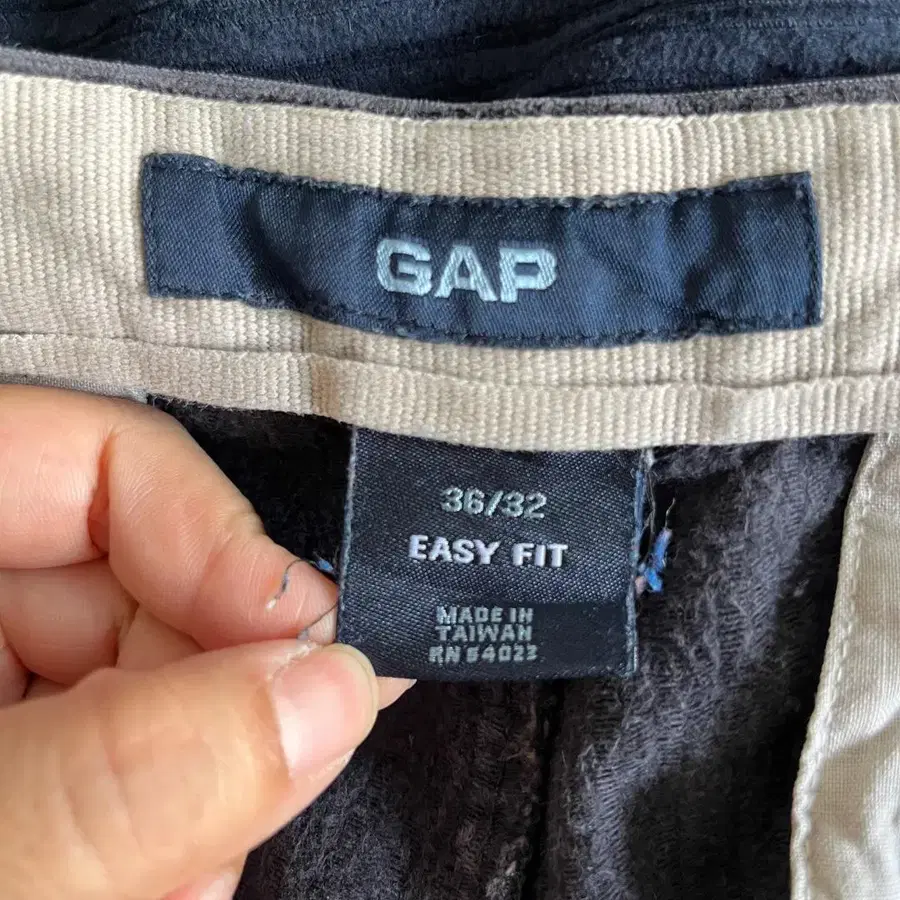 GAP
36/32
EASY FIT
MADE IN
TAIWAN
RN 54023